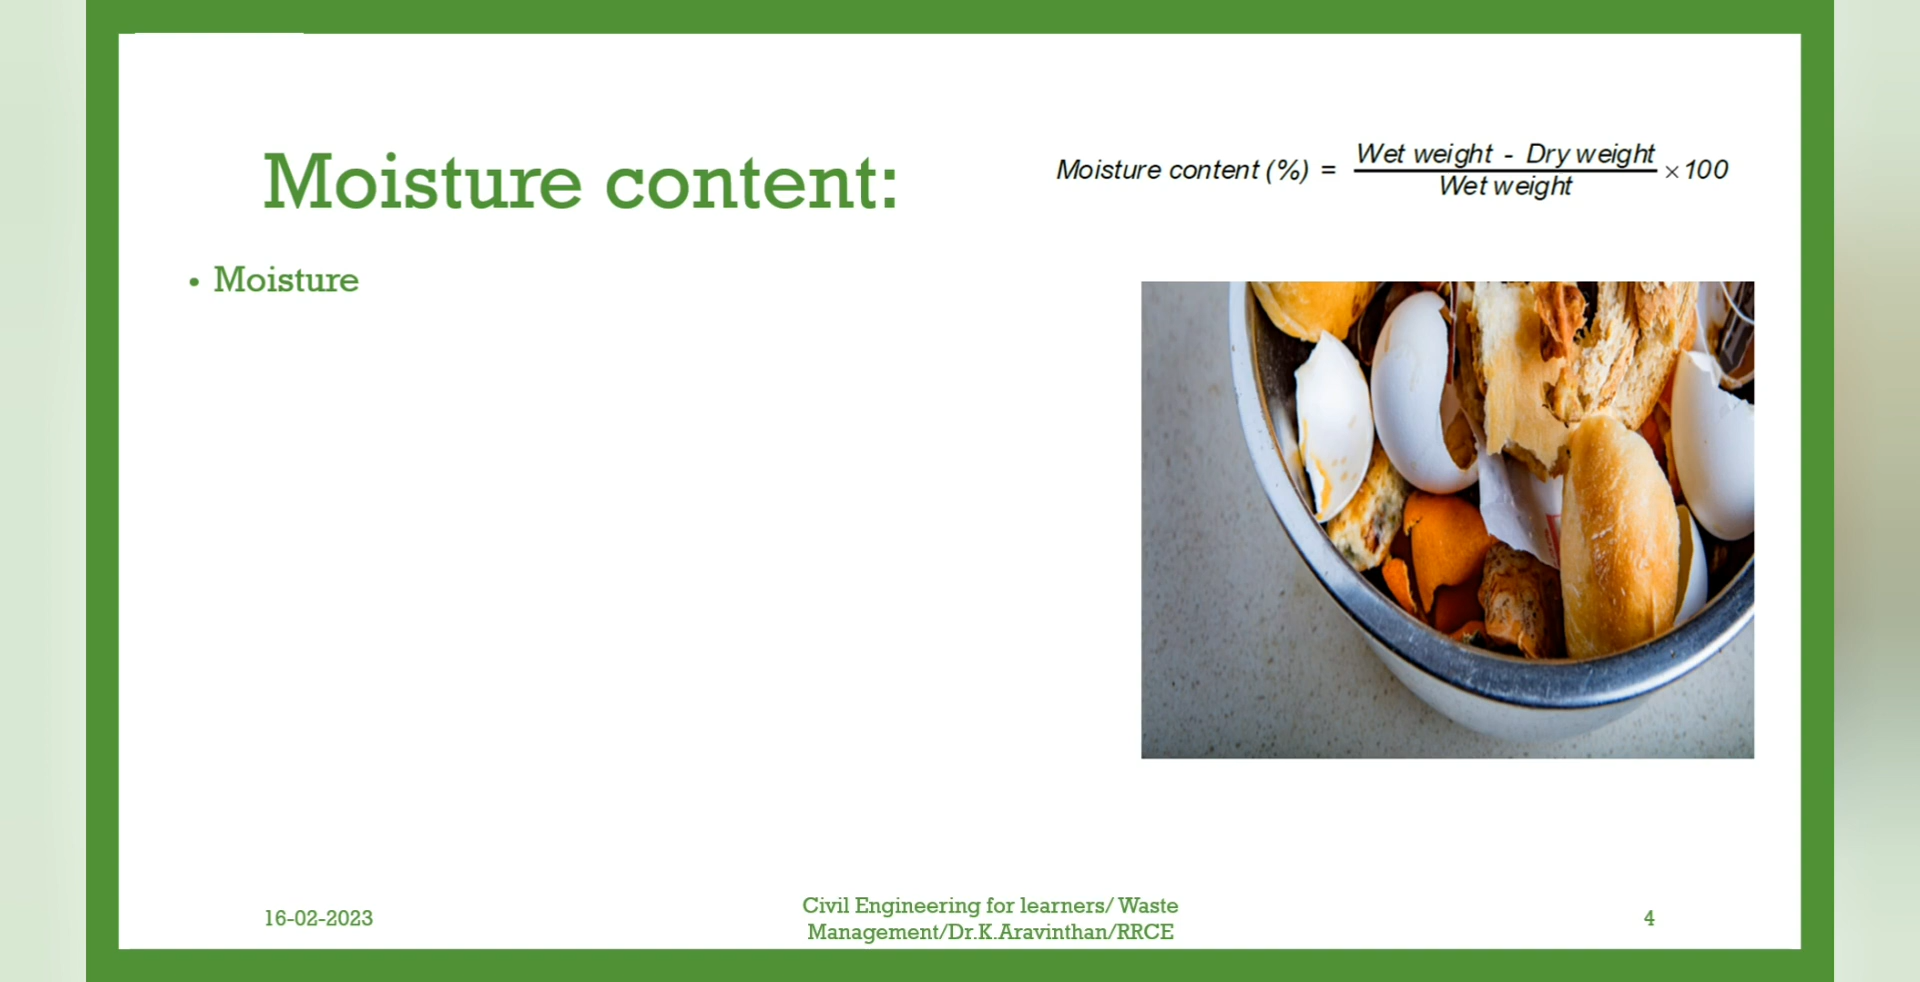 Moisture content:
Moisture content (%) = Wet weight - Dry weight / Wet weight ×100
• Moisture
16-02-2023
Civil Engineering for learners/ Waste
Management/Dr.K.Aravinthan/RRCE
4